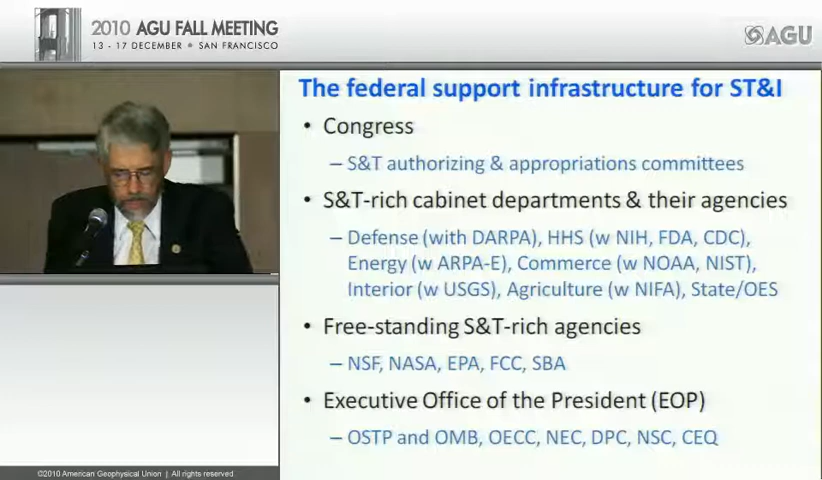 2010 AGU FALL MEETING
13 - 17 DECEMBER • SAN FRANCISCO
AGU
The federal support infrastructure for ST&I
• Congress
– S&T authorizing & appropriations committees
• S&T-rich cabinet departments & their agencies
– Defense (with DARPA), HHS (w NIH, FDA, CDC),
Energy (w ARPA-E), Commerce (w NOAA, NIST),
Interior (w USGS), Agriculture (w NIFA), State/OES
• Free-standing S&T-rich agencies
– NSF, NASA, EPA, FCC, SBA
• Executive Office of the President (EOP)
– OSTP and OMB, OECC, NEC, DPC, NSC, CEQ
©2010 American Geophysical Union | All rights reserved